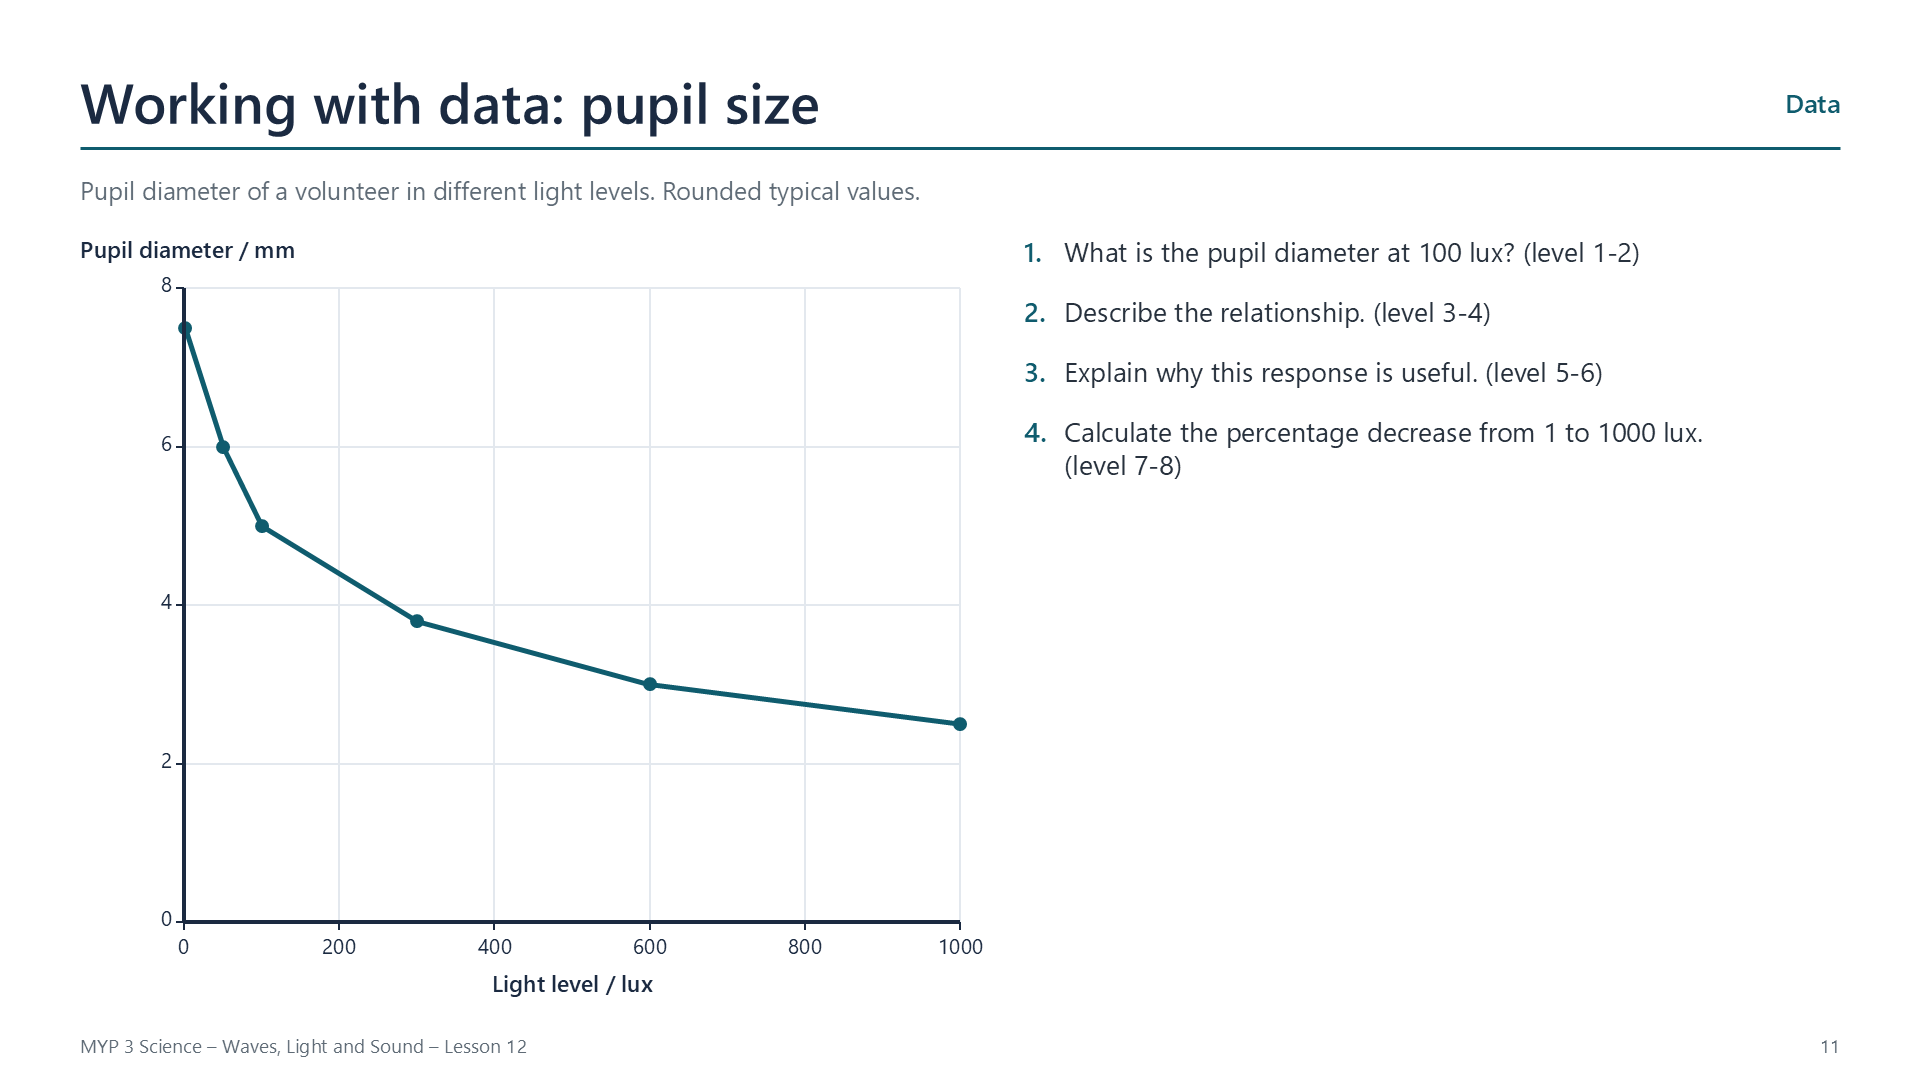 Working with data: pupil size
Data
Pupil diameter of a volunteer in different light levels. Rounded typical values.
Pupil diameter / mm
8
6
4
2
0
0 200 400 600 800 1000
Light level / lux
1. What is the pupil diameter at 100 lux? (level 1-2)
2. Describe the relationship. (level 3-4)
3. Explain why this response is useful. (level 5-6)
4. Calculate the percentage decrease from 1 to 1000 lux.
(level 7-8)
MYP 3 Science – Waves, Light and Sound – Lesson 12
11